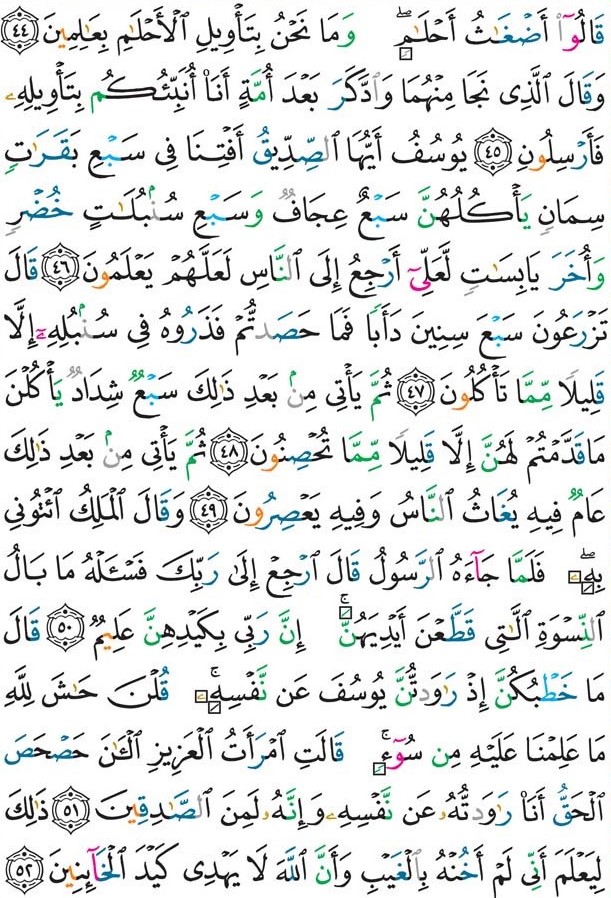 قَالُوٓا۟ أَضْغَٰثُ أَحْلَٰمٍۢ ۖ وَمَا نَحْنُ بِتَأْوِيلِ ٱلْأَحْلَٰمِ بِعَٰلِمِينَ ٤٤
وَقَالَ ٱلَّذِى نَجَا مِنْهُمَا وَٱدَّكَرَ بَعْدَ أُمَّةٍ أَنَا۠ أُنَبِّئُكُم بِتَأْوِيلِهِۦ
فَأَرْسِلُونِ ٤٥ يُوسُفُ أَيُّهَا ٱلصِّدِّيقُ أَفْتِنَا فِى سَبْعِ بَقَرَٰتٍۢ
سِمَانٍۢ يَأْكُلُهُنَّ سَبْعٌ عِجَافٌۭ وَسَبْعِ سُنۢبُلَٰتٍ خُضْرٍۢ
وَأُخَرَ يَابِسَٰتٍۢ لَّعَلِّىٓ أَرْجِعُ إِلَى ٱلنَّاسِ لَعَلَّهُمْ يَعْلَمُونَ ٤٦ قَالَ
تَزْرَعُونَ سَبْعَ سِنِينَ دَأَبًۭا فَمَا حَصَدتُّمْ فَذَرُوهُ فِى سُنۢبُلِهِۦٓ إِلَّا
قَلِيلًۭا مِّمَّا تَأْكُلُونَ ٤٧ ثُمَّ يَأْتِى مِنۢ بَعْدِ ذَٰلِكَ سَبْعٌۭ شِدَادٌۭ يَأْكُلْنَ
مَا قَدَّمْتُمْ لَهُنَّ إِلَّا قَلِيلًۭا مِّمَّا تُحْصِنُونَ ٤٨ ثُمَّ يَأْتِى مِنۢ بَعْدِ ذَٰلِكَ
عَامٌۭ فِيهِ يُغَاثُ ٱلنَّاسُ وَفِيهِ يَعْصِرُونَ ٤٩ وَقَالَ ٱلْمَلِكُ ٱئْتُونِى
بِهِۦ ۖ فَلَمَّا جَآءَهُ ٱلرَّسُولُ قَالَ ٱرْجِعْ إِلَىٰ رَبِّكَ فَسْـَٔلْهُ مَا بَالُ
ٱلنِّسْوَةِ ٱلَّٰتِى قَطَّعْنَ أَيْدِيَهُنَّ ۚ إِنَّ رَبِّى بِكَيْدِهِنَّ عَلِيمٌۭ ٥٠ قَالَ
مَا خَطْبُكُنَّ إِذْ رَٰوَدتُّنَّ يُوسُفَ عَن نَّفْسِهِۦ ۚ قُلْنَ حَٰشَ لِلَّهِ
مَا عَلِمْنَا عَلَيْهِ مِن سُوٓءٍۢ ۚ قَالَتِ ٱمْرَأَتُ ٱلْعَزِيزِ ٱلْـَٰٔنَ حَصْحَصَ
ٱلْحَقُّ أَنَا۠ رَٰوَدتُّهُۥ عَن نَّفْسِهِۦ وَإِنَّهُۥ لَمِنَ ٱلصَّٰدِقِينَ ٥١ ذَٰلِكَ
لِيَعْلَمَ أَنِّى لَمْ أَخُنْهُ بِٱلْغَيْبِ وَأَنَّ ٱللَّهَ لَا يَهْدِى كَيْدَ ٱلْخَآئِنِينَ ٥٢